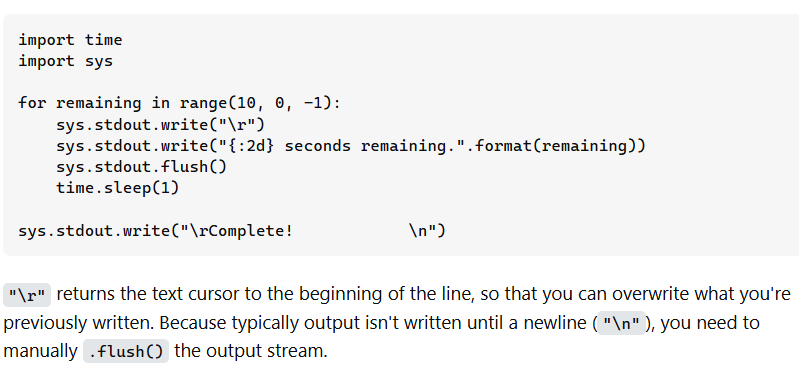 import time
import sys

for remaining in range(10, 0, -1):
    sys.stdout.write("\r")
    sys.stdout.write("{:2d} seconds remaining.".format(remaining))
    sys.stdout.flush()
    time.sleep(1)

sys.stdout.write("\rComplete!            \n")

"\r" returns the text cursor to the beginning of the line, so that you can overwrite what you're
previously written. Because typically output isn't written until a newline ( "\n" ), you need to
manually .flush() the output stream.